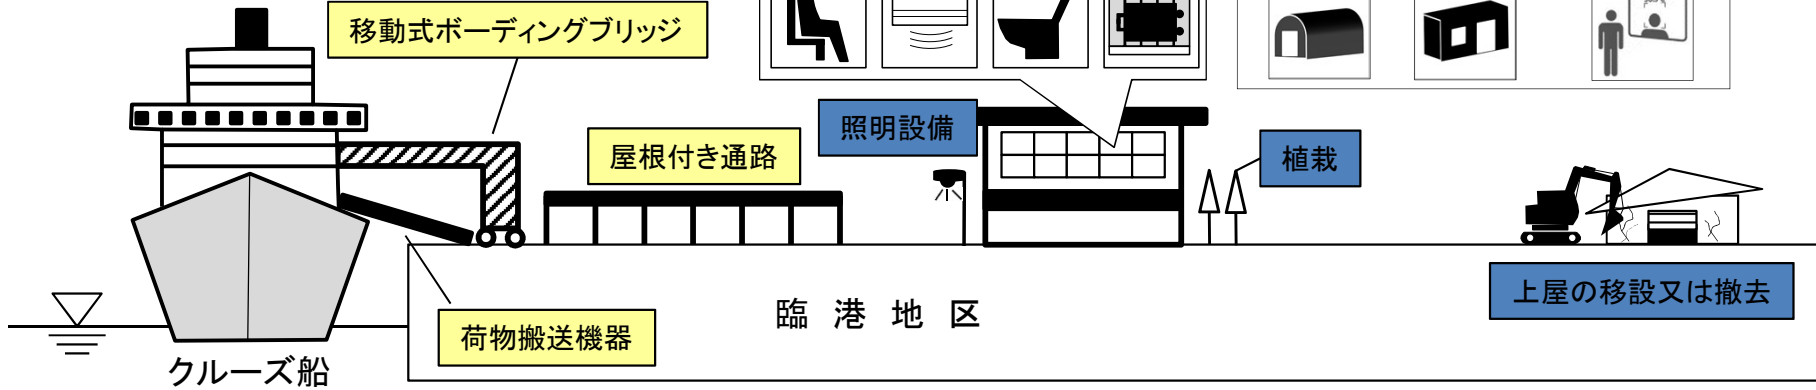 移動式ボーディングブリッジ
照明設備
屋根付き通路
植栽
上屋の移設又は撤去
臨港地区
荷物搬送機器
クルーズ船